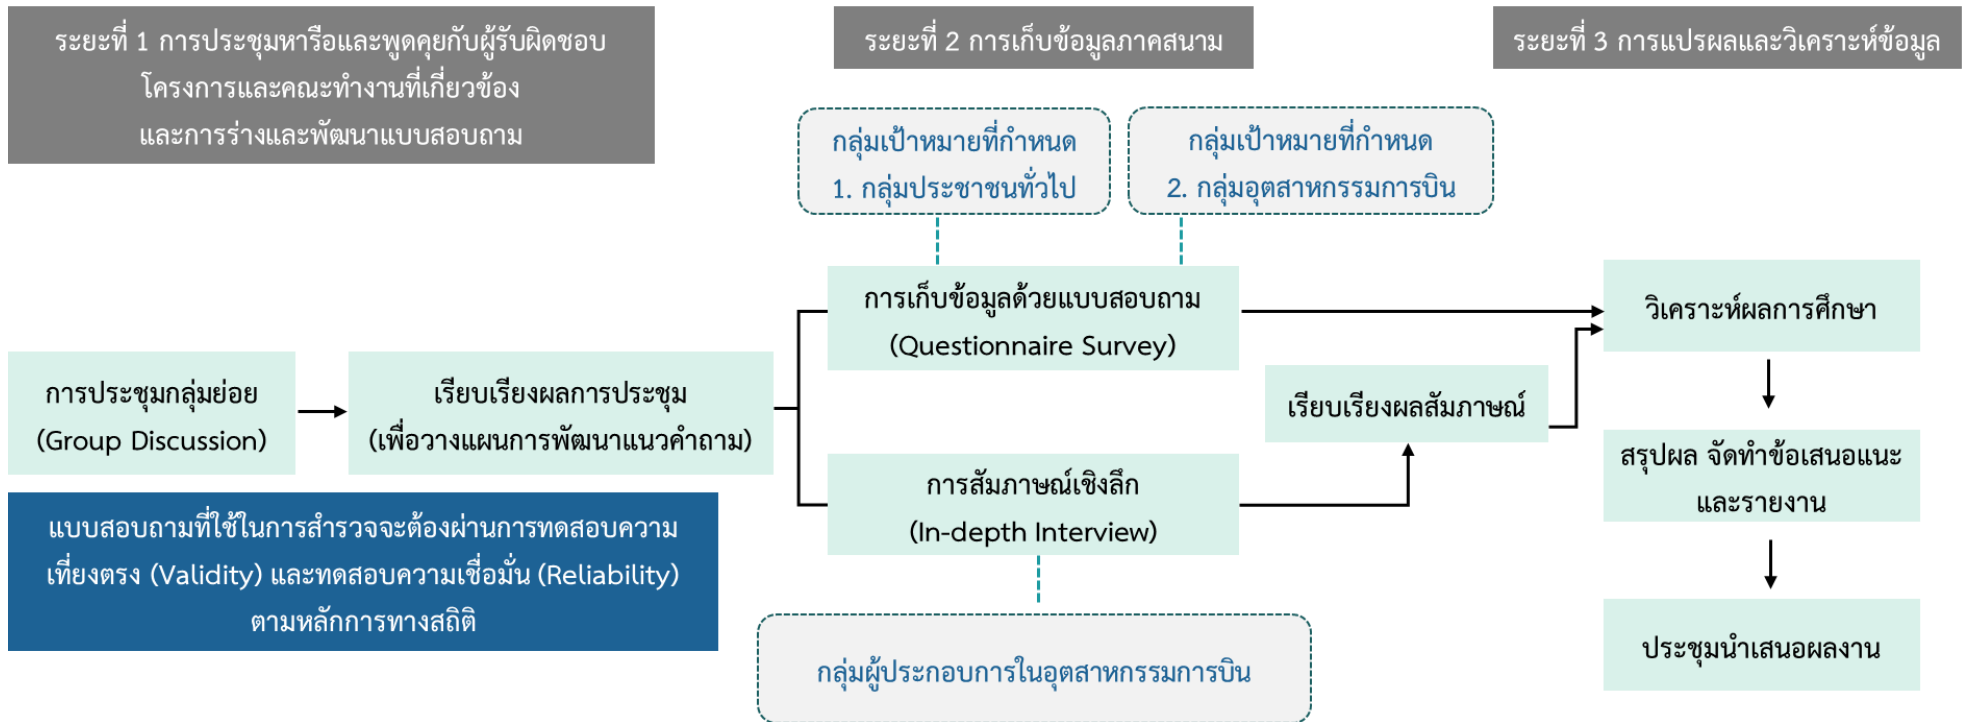 ระยะที่ 1 การประชุมหารือและพูดคุยกับผู้รับผิดชอบ
โครงการและคณะทำงานที่เกี่ยวข้อง
และการร่างและพัฒนาแบบสอบถาม
ระยะที่ 2 การเก็บข้อมูลภาคสนาม
ระยะที่ 3 การแปรผลและวิเคราะห์ข้อมูล
กลุ่มเป้าหมายที่กำหนด
1. กลุ่มประชาชนทั่วไป
กลุ่มเป้าหมายที่กำหนด
2. กลุ่มอุตสาหกรรมการบิน
การประชุมกลุ่มย่อย
(Group Discussion)
เรียบเรียงผลการประชุม
(เพื่อวางแผนการพัฒนาแนวคำถาม)
การเก็บข้อมูลด้วยแบบสอบถาม
(Questionnaire Survey)
การสัมภาษณ์เชิงลึก
(In-depth Interview)
เรียบเรียงผลสัมภาษณ์
วิเคราะห์ผลการศึกษา
สรุปผล จัดทำข้อเสนอแนะ
และรายงาน
ประชุมนำเสนอผลงาน
แบบสอบถามที่ใช้ในการสำรวจจะต้องผ่านการทดสอบความ
เที่ยงตรง (Validity) และทดสอบความเชื่อมั่น (Reliability)
ตามหลักการทางสถิติ
กลุ่มผู้ประกอบการในอุตสาหกรรมการบิน